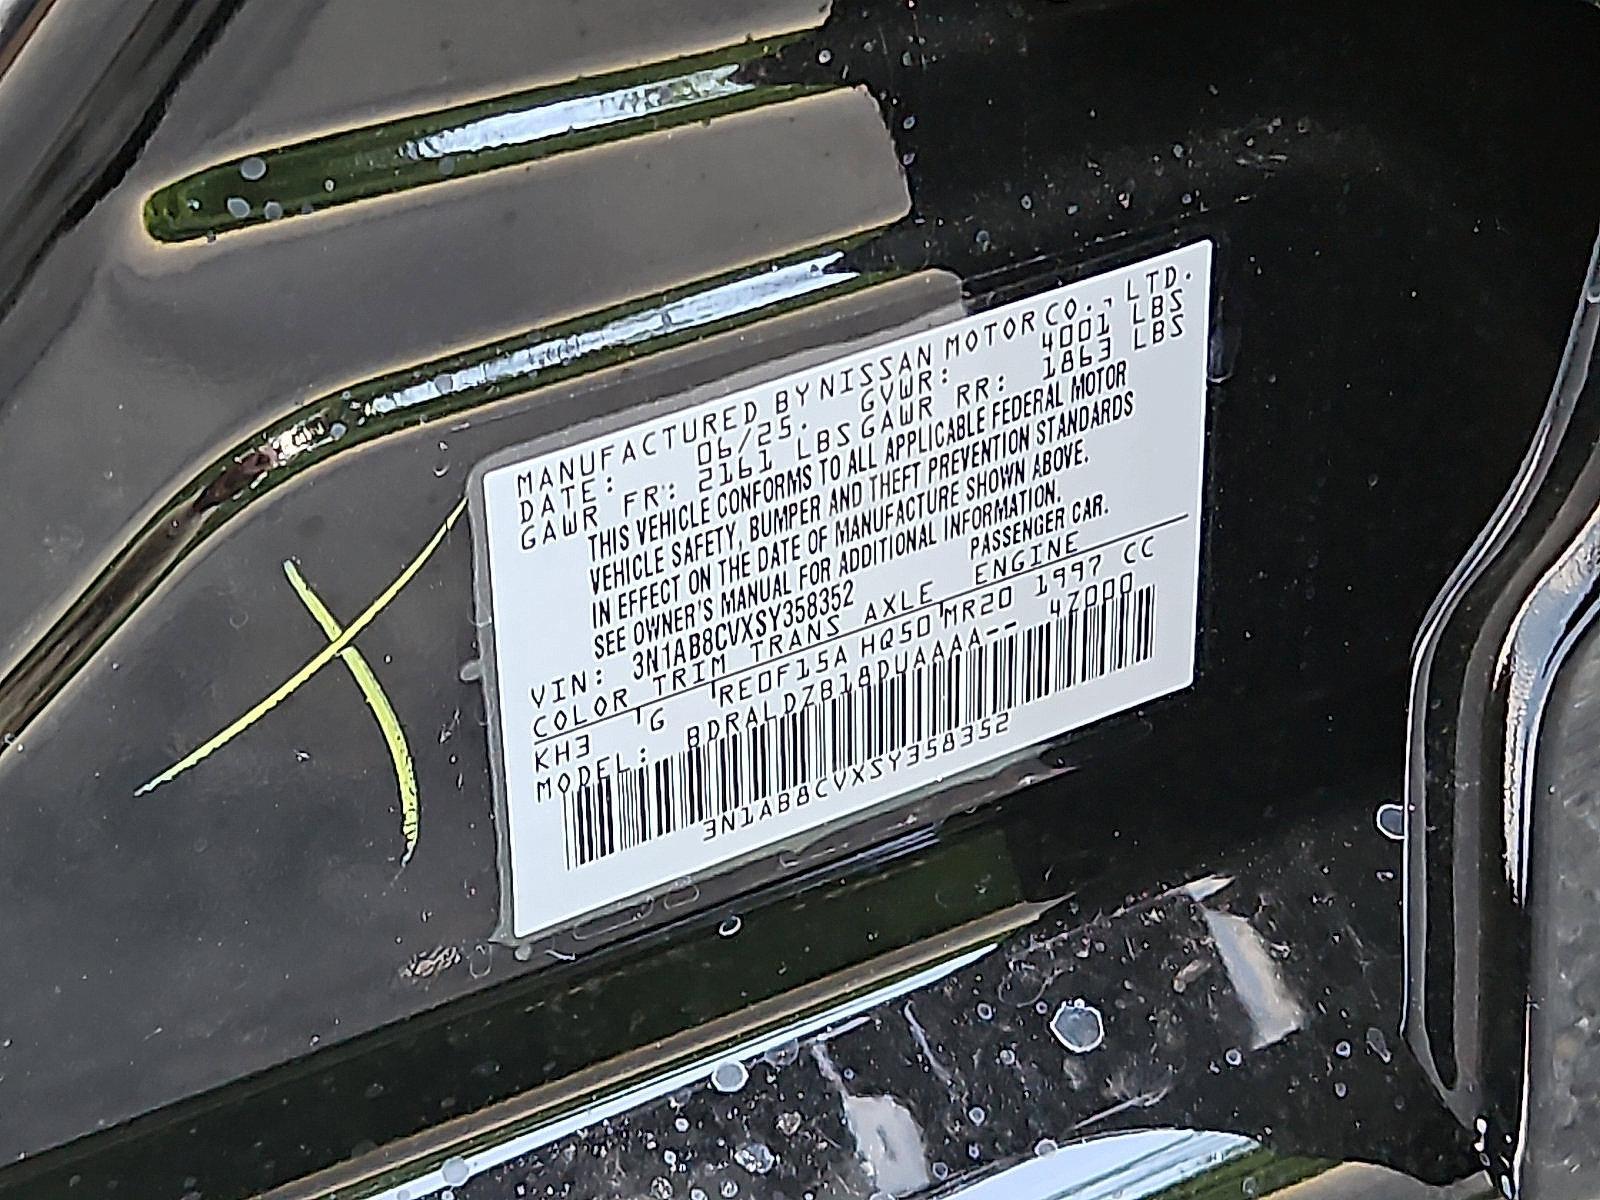 MANUFACTURED BY NISSAN MOTOR CO., LTD.
DATE: 06/25. GVWR: 4001 LBS
GAWR FR: 2161 LBS GAWR RR: 1863 LBS
THIS VEHICLE CONFORMS TO ALL APPLICABLE FEDERAL MOTOR
VEHICLE SAFETY, BUMPER AND THEFT PREVENTION STANDARDS
IN EFFECT ON THE DATE OF MANUFACTURE SHOWN ABOVE.
SEE OWNER'S MANUAL FOR ADDITIONAL INFORMATION.
VIN: 3N1AB8CVXSY358352 PASSENGER CAR.
COLOR TRIM TRANS AXLE ENGINE
KH3 G RE0F15A HQ50 MR20 1997 CC
MODEL: BDRALDZB18DUAAAA-- 4Z000
3N1AB8CVXSY358352